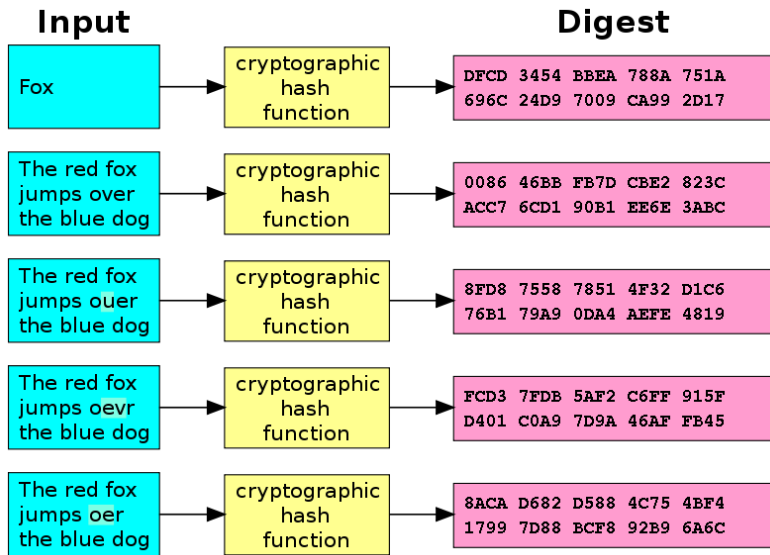 Input
Digest
Fox
cryptographic
hash
function
DFCD 3454 BBEA 788A 751A
696C 24D9 7009 CA99 2D17
The red fox
jumps over
the blue dog
cryptographic
hash
function
0086 46BB FB7D CBE2 823C
ACC7 6CD1 90B1 EE6E 3ABC
The red fox
jumps ouer
the blue dog
cryptographic
hash
function
8FD8 7558 7851 4F32 D1C6
76B1 79A9 0DA4 AEFE 4819
The red fox
jumps oevr
the blue dog
cryptographic
hash
function
FCD3 7FDB 5AF2 C6FF 915F
D401 C0A9 7D9A 46AF FB45
The red fox
jumps oer
the blue dog
cryptographic
hash
function
8ACA D682 D588 4C75 4BF4
1799 7D88 BCF8 92B9 6A6C